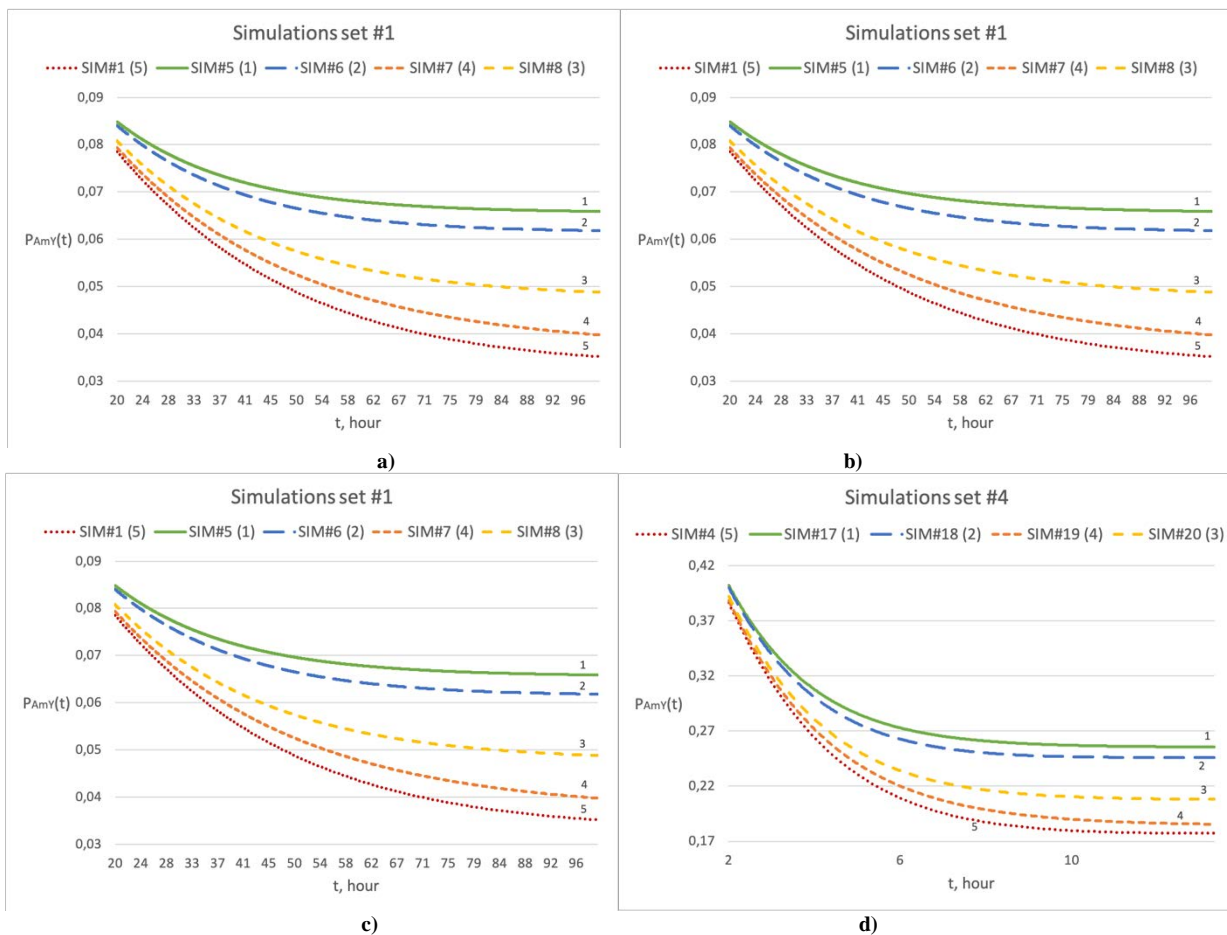 Simulations set #1
SIM#1 (5) SIM#5 (1) SIM#6 (2) SIM#7 (4) SIM#8 (3)
0,09
0,08
0,07
0,06
0,05
0,04
0,03
PAmY(t)
1
2
3
4
5
20 24 28 33 37 41 45 50 54 58 62 67 71 75 79 84 88 92 96
t, hour
a)
Simulations set #1
SIM#1 (5) SIM#5 (1) SIM#6 (2) SIM#7 (4) SIM#8 (3)
0,09
0,08
0,07
0,06
0,05
0,04
0,03
PAmY(t)
1
2
3
4
5
20 24 28 33 37 41 45 50 54 58 62 67 71 75 79 84 88 92 96
t, hour
b)
Simulations set #1
SIM#1 (5) SIM#5 (1) SIM#6 (2) SIM#7 (4) SIM#8 (3)
0,09
0,08
0,07
0,06
0,05
0,04
0,03
PAmY(t)
1
2
3
4
5
20 24 28 33 37 41 45 50 54 58 62 67 71 75 79 84 88 92 96
t, hour
c)
Simulations set #4
SIM#4 (5) SIM#17 (1) SIM#18 (2) SIM#19 (4) SIM#20 (3)
0,42
0,37
0,32
0,27
0,22
0,17
PAmY(t)
1
2
3
4
5
2 6 10
t, hour
d)